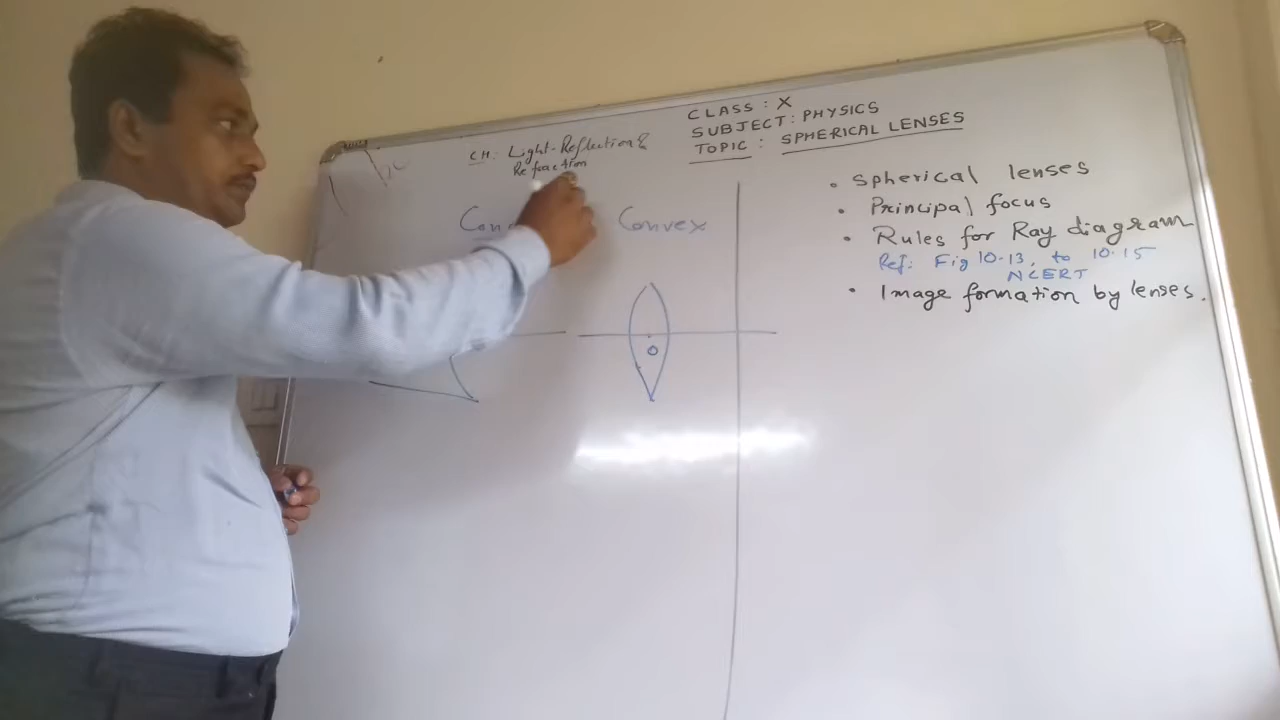 CLASS : X
SUBJECT: PHYSICS
TOPIC : SPHERICAL LENSES
CH: Light-Reflection &
Refraction
Convex
O
• Spherical lenses
• Principal focus
• Rules for Ray diagram
Ref: Fig 10.13, to 10.15
NCERT
• Image formation by lenses.